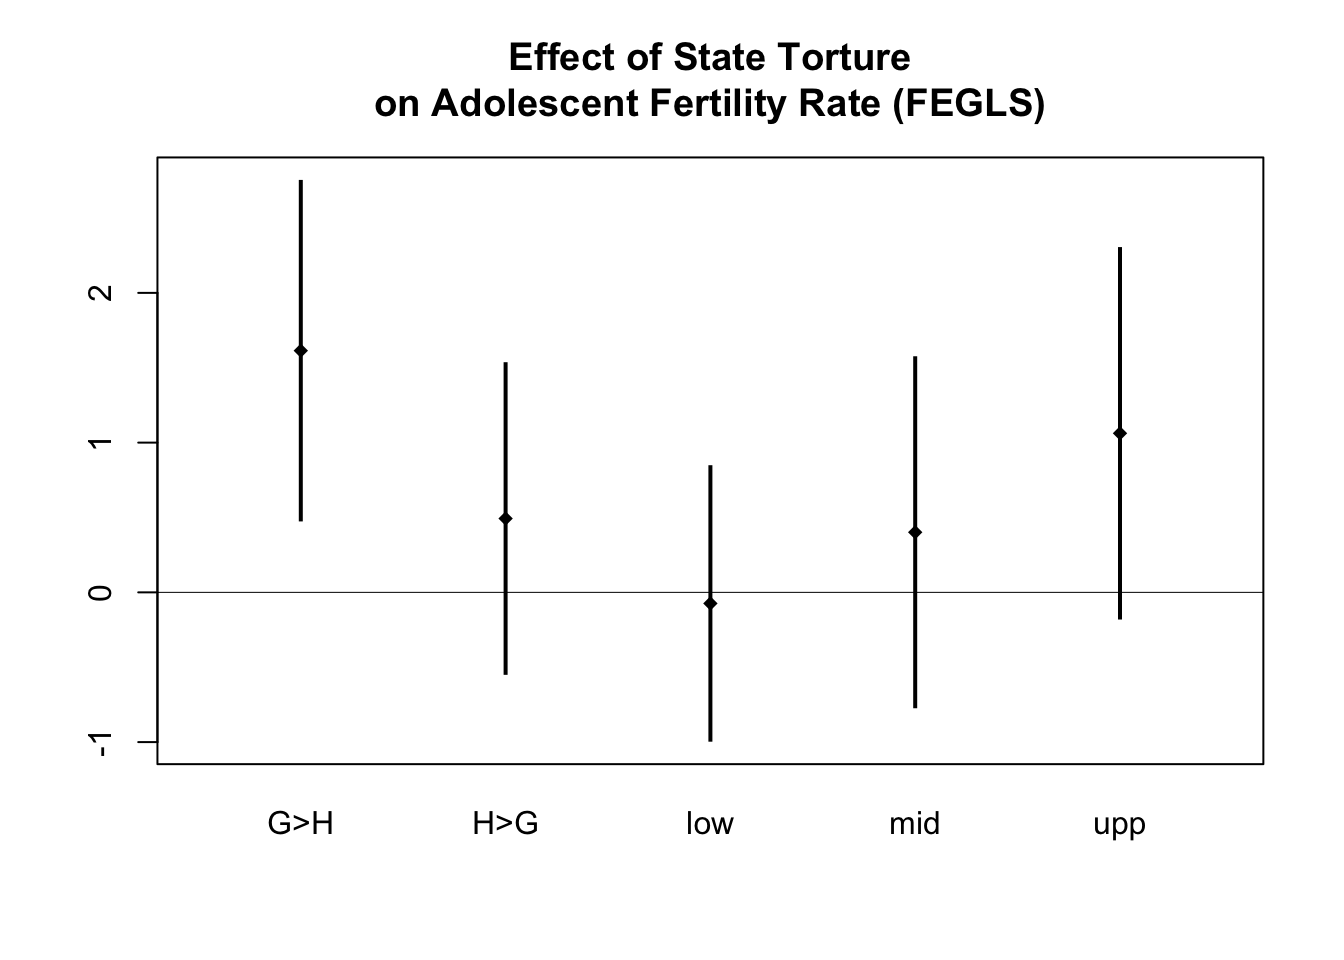 Effect of State Torture
on Adolescent Fertility Rate (FEGLS)
2
1
0
-1
G>H H>G low mid upp